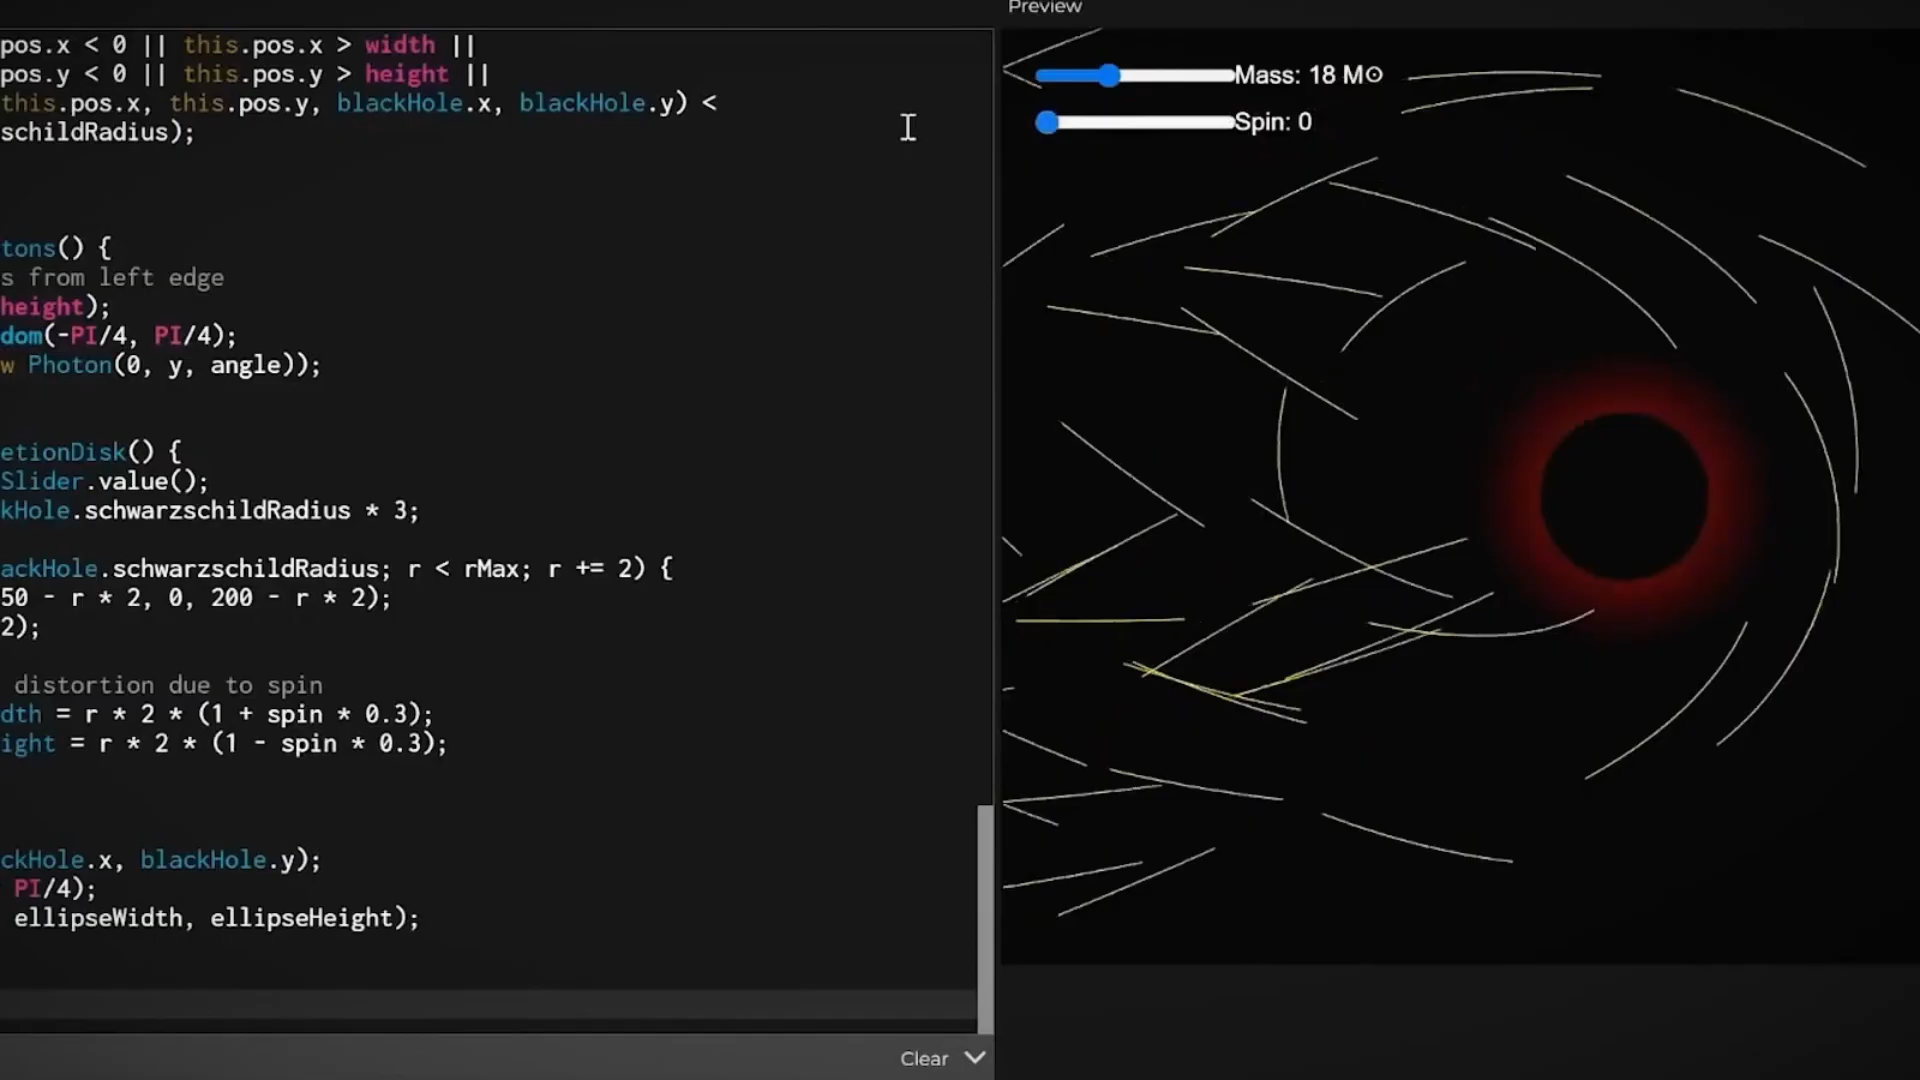 pos.x < 0 || this.pos.x > width ||
pos.y < 0 || this.pos.y > height ||
this.pos.x, this.pos.y, blackHole.x, blackHole.y) <
schildRadius);
tons() {
s from left edge
height);
dom(-PI/4, PI/4);
w Photon(0, y, angle));
etionDisk() {
Slider.value();
kHole.schwarzschildRadius * 3;
ackHole.schwarzschildRadius; r < rMax; r += 2) {
50 - r * 2, 0, 200 - r * 2);
2);
distortion due to spin
dth = r * 2 * (1 + spin * 0.3);
ight = r * 2 * (1 - spin * 0.3);
ckHole.x, blackHole.y);
PI/4);
ellipseWidth, ellipseHeight);
Clear
Preview
Mass: 18 M⊙
Spin: 0